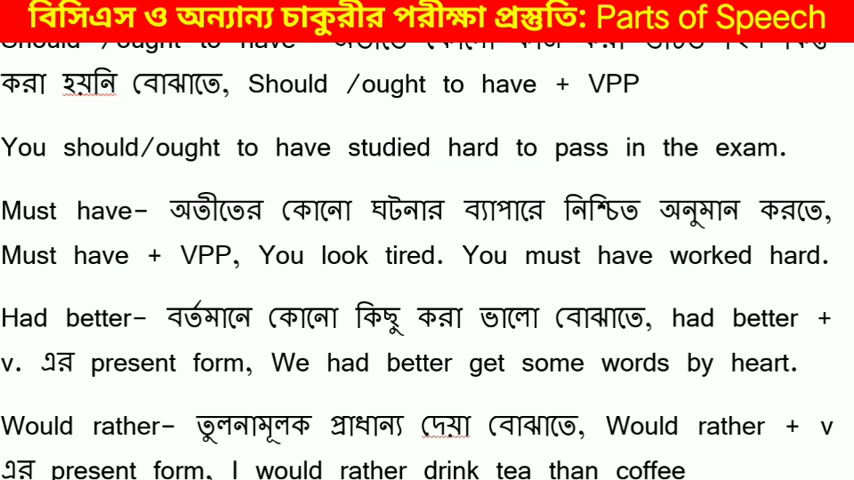 বিসিএস ও অন্যান্য চাকুরীর পরীক্ষা প্রস্তুতি: Parts of Speech
Should /ought to have
করা হয়নি বোঝাতে, Should /ought to have + VPP
You should/ought to have studied hard to pass in the exam.
Must have– অতীতের কোনো ঘটনার ব্যাপারে নিশ্চিত অনুমান করতে,
Must have + VPP, You look tired. You must have worked hard.
Had better– বর্তমানে কোনো কিছু করা ভালো বোঝাতে, had better +
v. এর present form, We had better get some words by heart.
Would rather– তুলনামূলক প্রাধান্য দেয়া বোঝাতে, Would rather + v
এর present form, I would rather drink tea than coffee